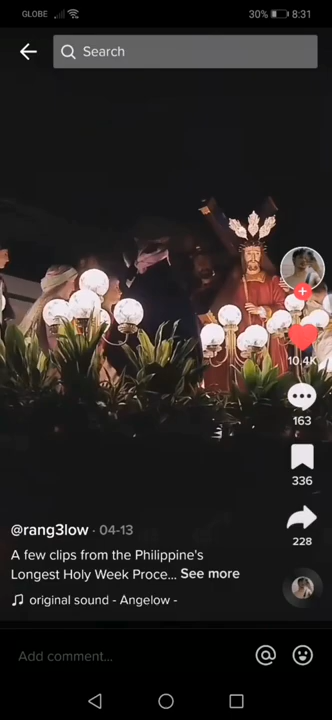 GLOBE
30% 8:31
Search
10.4K
163
336
228
@rang3low · 04-13
A few clips from the Philippine's
Longest Holy Week Proce... See more
original sound - Angelow -
Add comment...